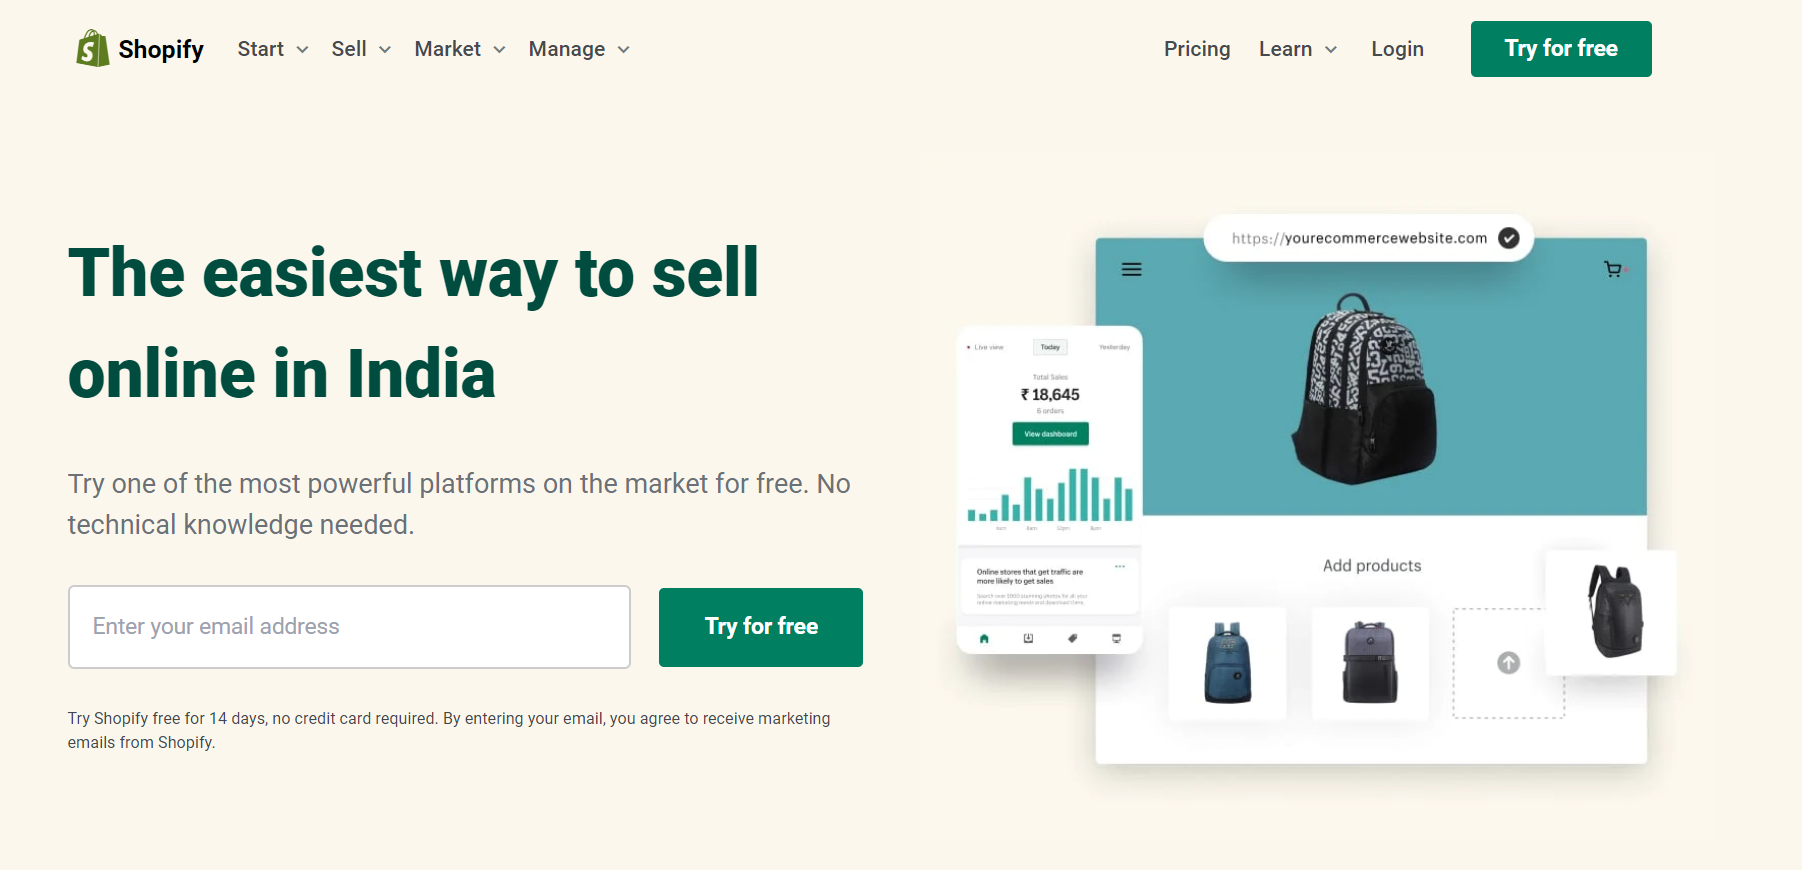 Shopify
Start
Sell
Market
Manage
Pricing
Learn
Login
Try for free
The easiest way to sell
online in India
Try one of the most powerful platforms on the market for free. No
technical knowledge needed.
Enter your email address
Try for free
Try Shopify free for 14 days, no credit card required. By entering your email, you agree to receive marketing
emails from Shopify.
https://yourecommercewebsite.com
Live view
Today
Yesterday
Total Sales
₹ 18,645
6 orders
View dashboard
Online stores that get traffic are
more likely to get sales
Add products